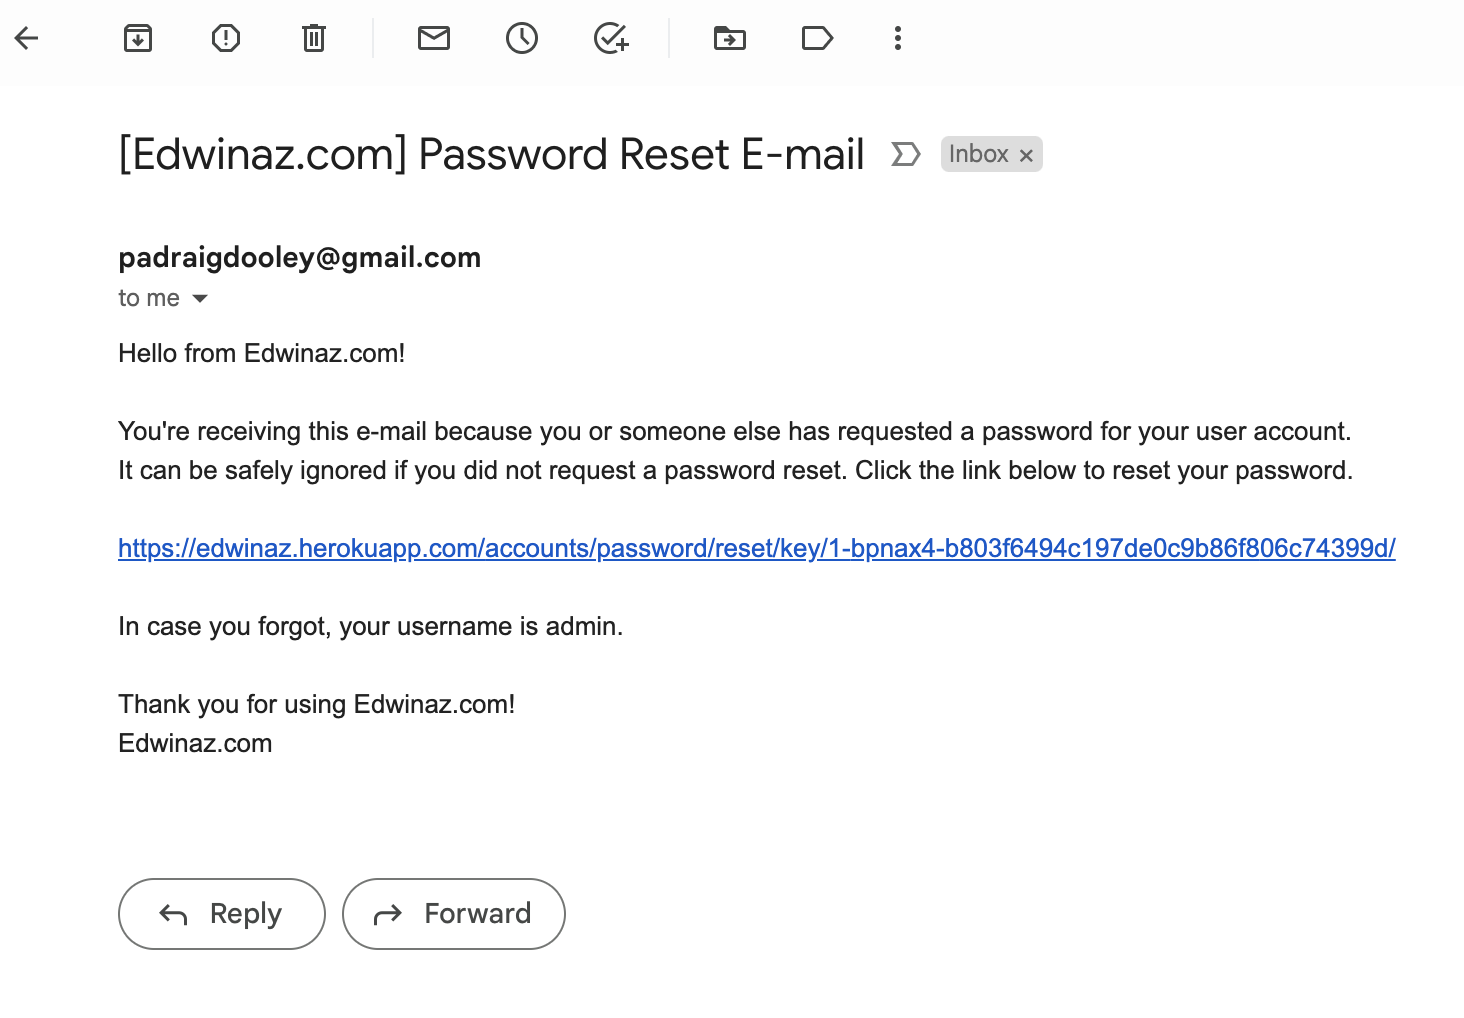 [Edwinaz.com] Password Reset E-mail Inbox ×
padraigdooley@gmail.com
to me
Hello from Edwinaz.com!
You're receiving this e-mail because you or someone else has requested a password for your user account.
It can be safely ignored if you did not request a password reset. Click the link below to reset your password.
https://edwinaz.herokuapp.com/accounts/password/reset/key/1-bpnax4-b803f6494c197de0c9b86f806c74399d/
In case you forgot, your username is admin.
Thank you for using Edwinaz.com!
Edwinaz.com
Reply Forward